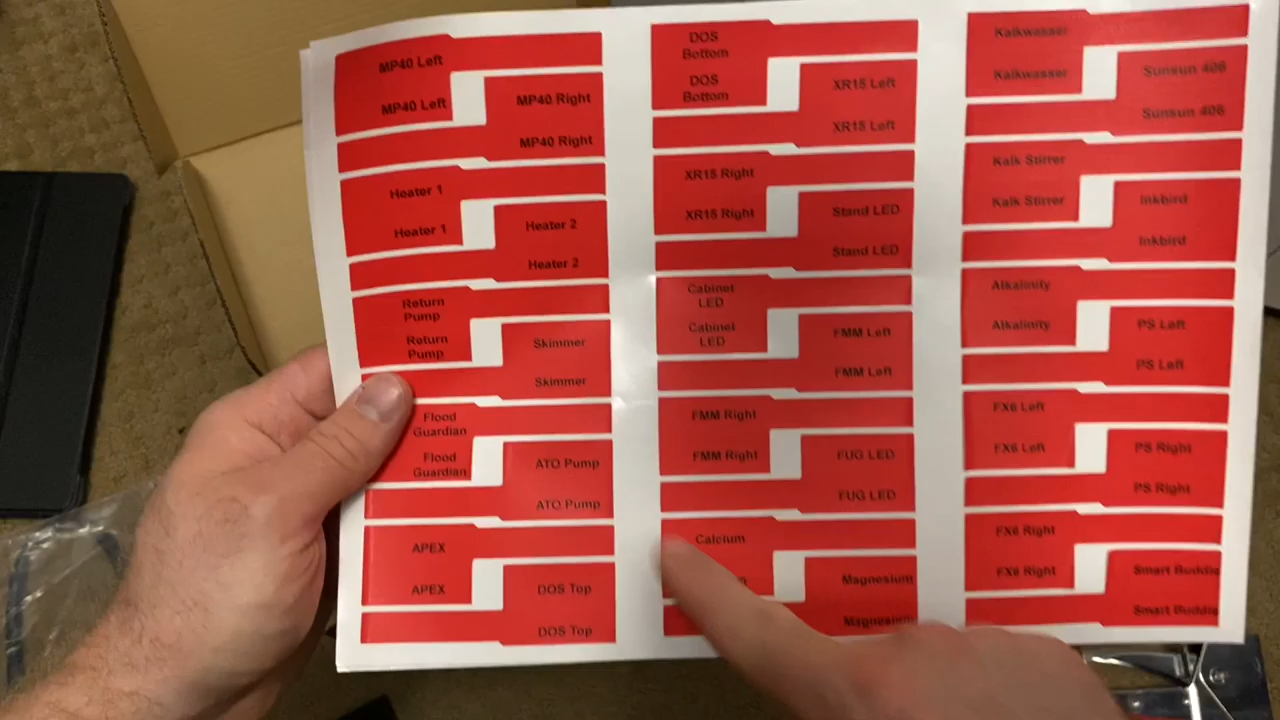 MP40 Left
MP40 Left
MP40 Right
MP40 Right
Heater 1
Heater 1
Heater 2
Heater 2
Return
Pump
Return
Pump
Skimmer
Skimmer
Flood
Guardian
Flood
Guardian
ATO Pump
ATO Pump
APEX
APEX
DOS Top
DOS Top
DOS
Bottom
DOS
Bottom
XR15 Left
XR15 Left
XR15 Right
XR15 Right
Stand LED
Stand LED
Cabinet
LED
Cabinet
LED
FMM Left
FMM Left
FMM Right
FMM Right
FUG LED
FUG LED
Calcium
Magnesium
Magnesium
Kalkwasser
Kalkwasser
Sunsun 406
Sunsun 406
Kalk Stirrer
Kalk Stirrer
Inkbird
Inkbird
Alkalinity
Alkalinity
PS Left
PS Left
FX6 Left
FX6 Left
PS Right
PS Right
FX6 Right
FX6 Right
Smart Buddie
Smart Buddie